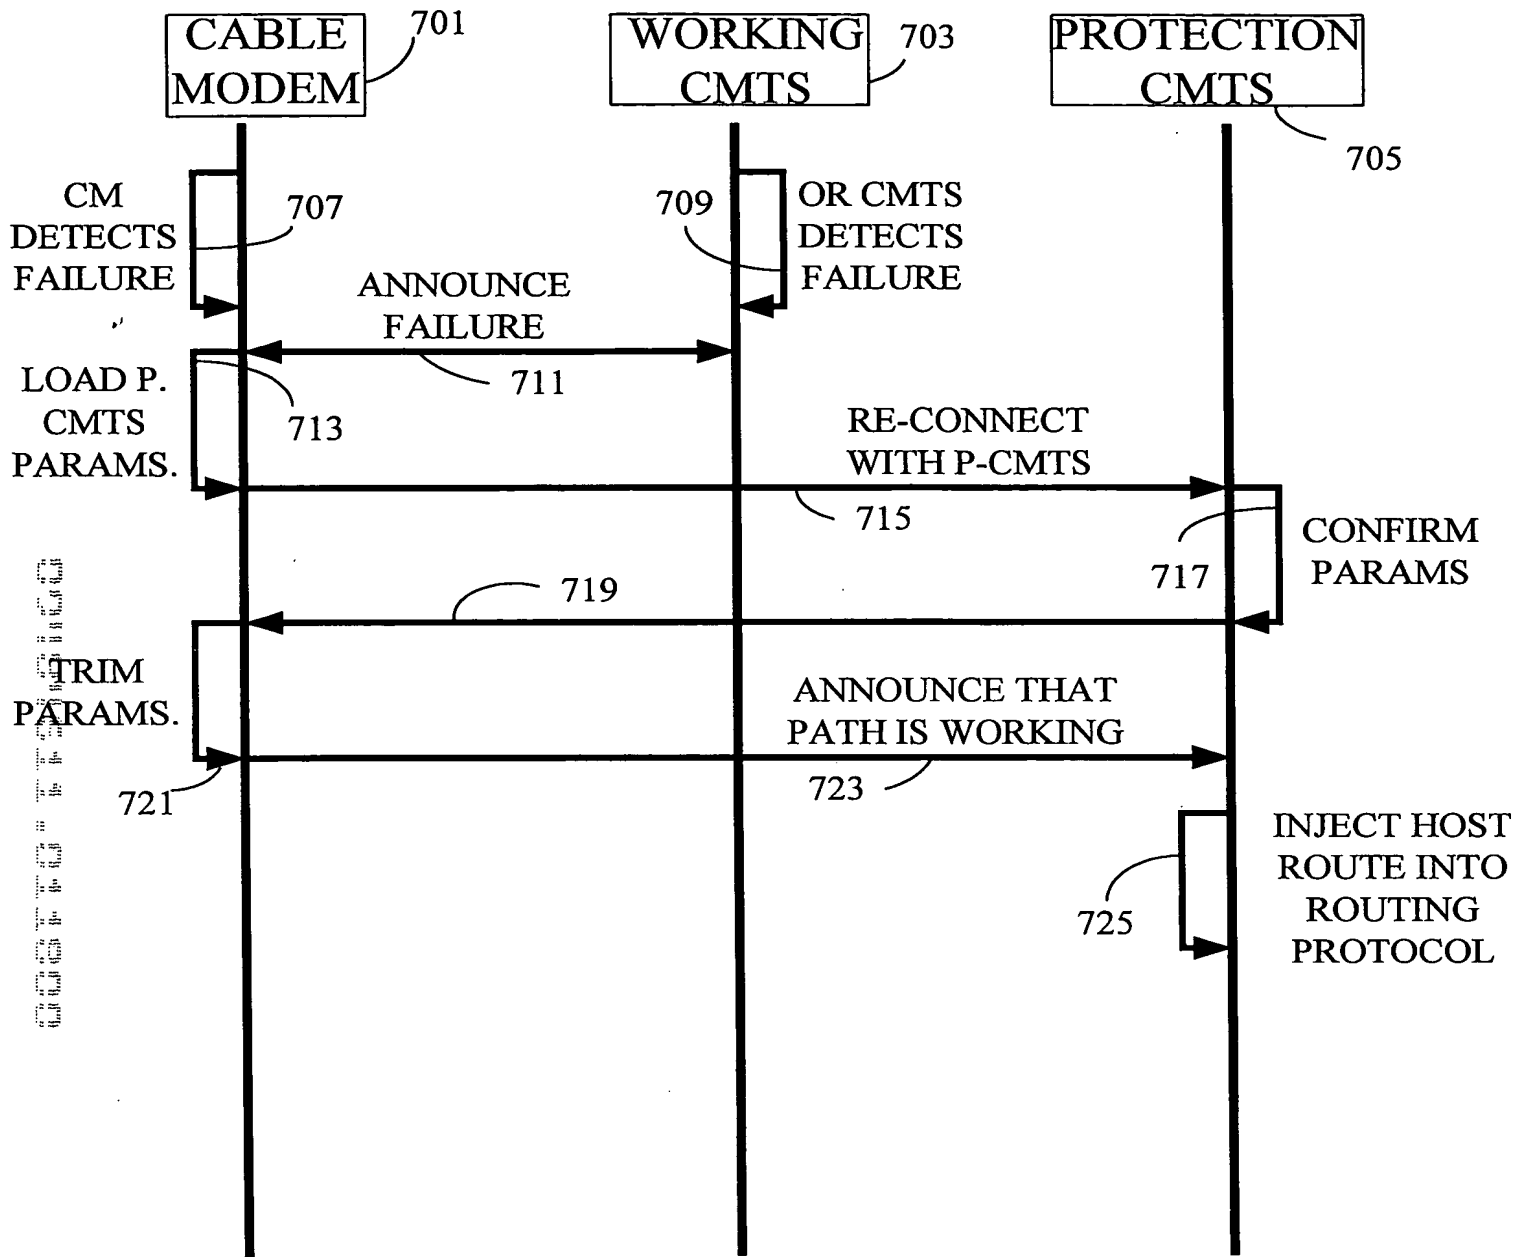 CABLE
MODEM
701
WORKING
CMTS
703
PROTECTION
CMTS
705
CM
DETECTS
FAILURE
707
709
OR CMTS
DETECTS
FAILURE
ANNOUNCE
FAILURE
711
LOAD P.
CMTS
PARAMS.
713
RE-CONNECT
WITH P-CMTS
715
717
CONFIRM
PARAMS
719
TRIM
PARAMS.
721
ANNOUNCE THAT
PATH IS WORKING
723
725
INJECT HOST
ROUTE INTO
ROUTING
PROTOCOL